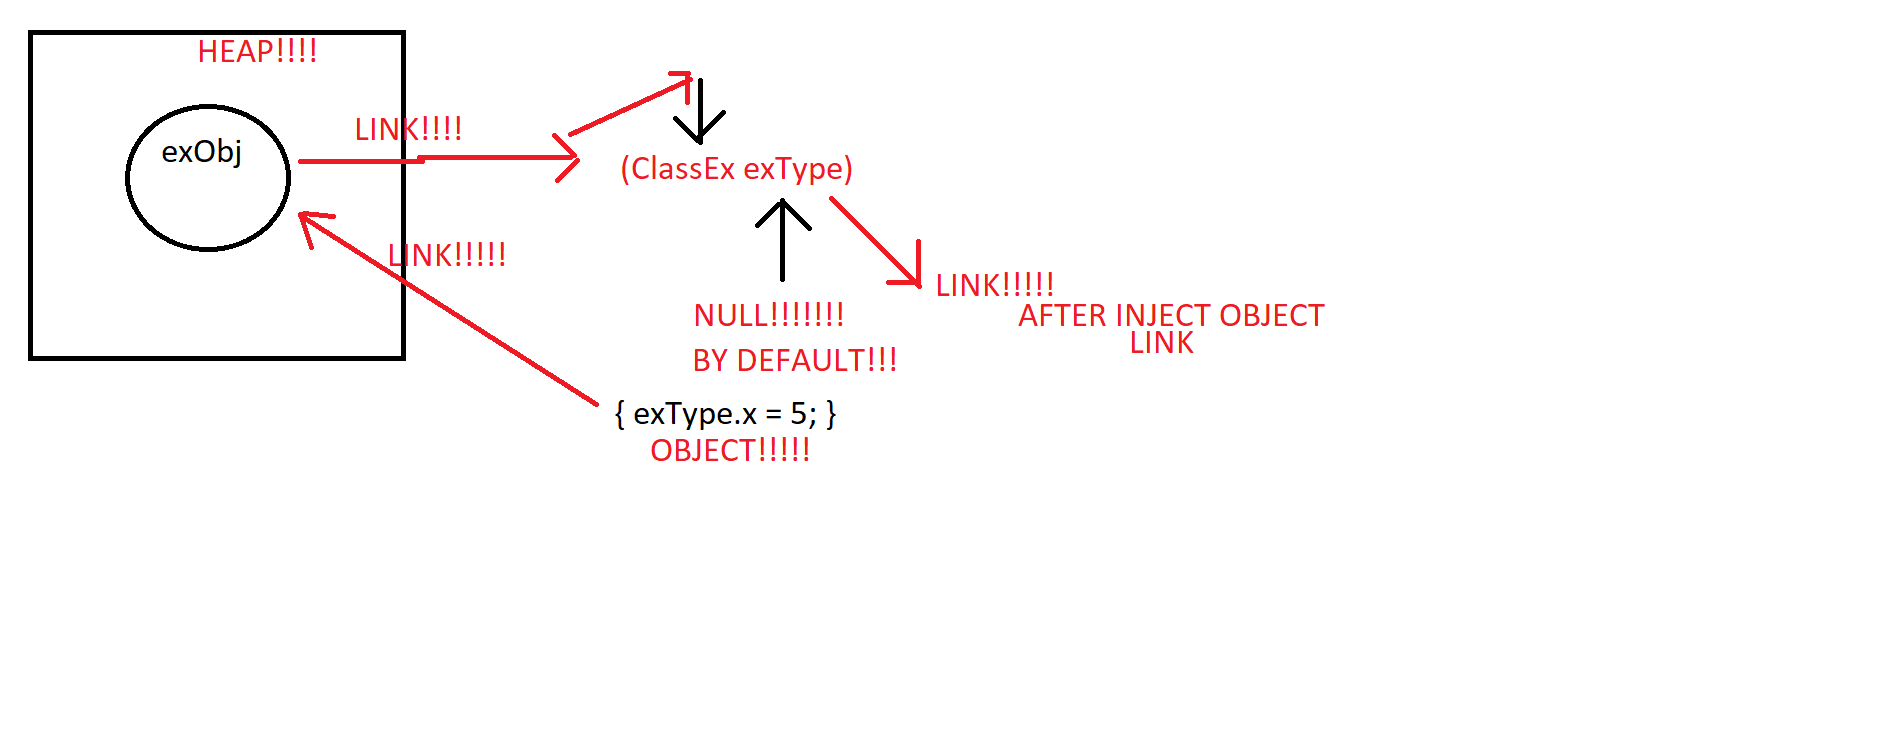 HEAP!!!!
LINK!!!!
exObj
(ClassEx exType)
LINK!!!!!
LINK!!!!!
NULL!!!!!!!
AFTER INJECT OBJECT
LINK
BY DEFAULT!!!
{ exType.x = 5; }
OBJECT!!!!!